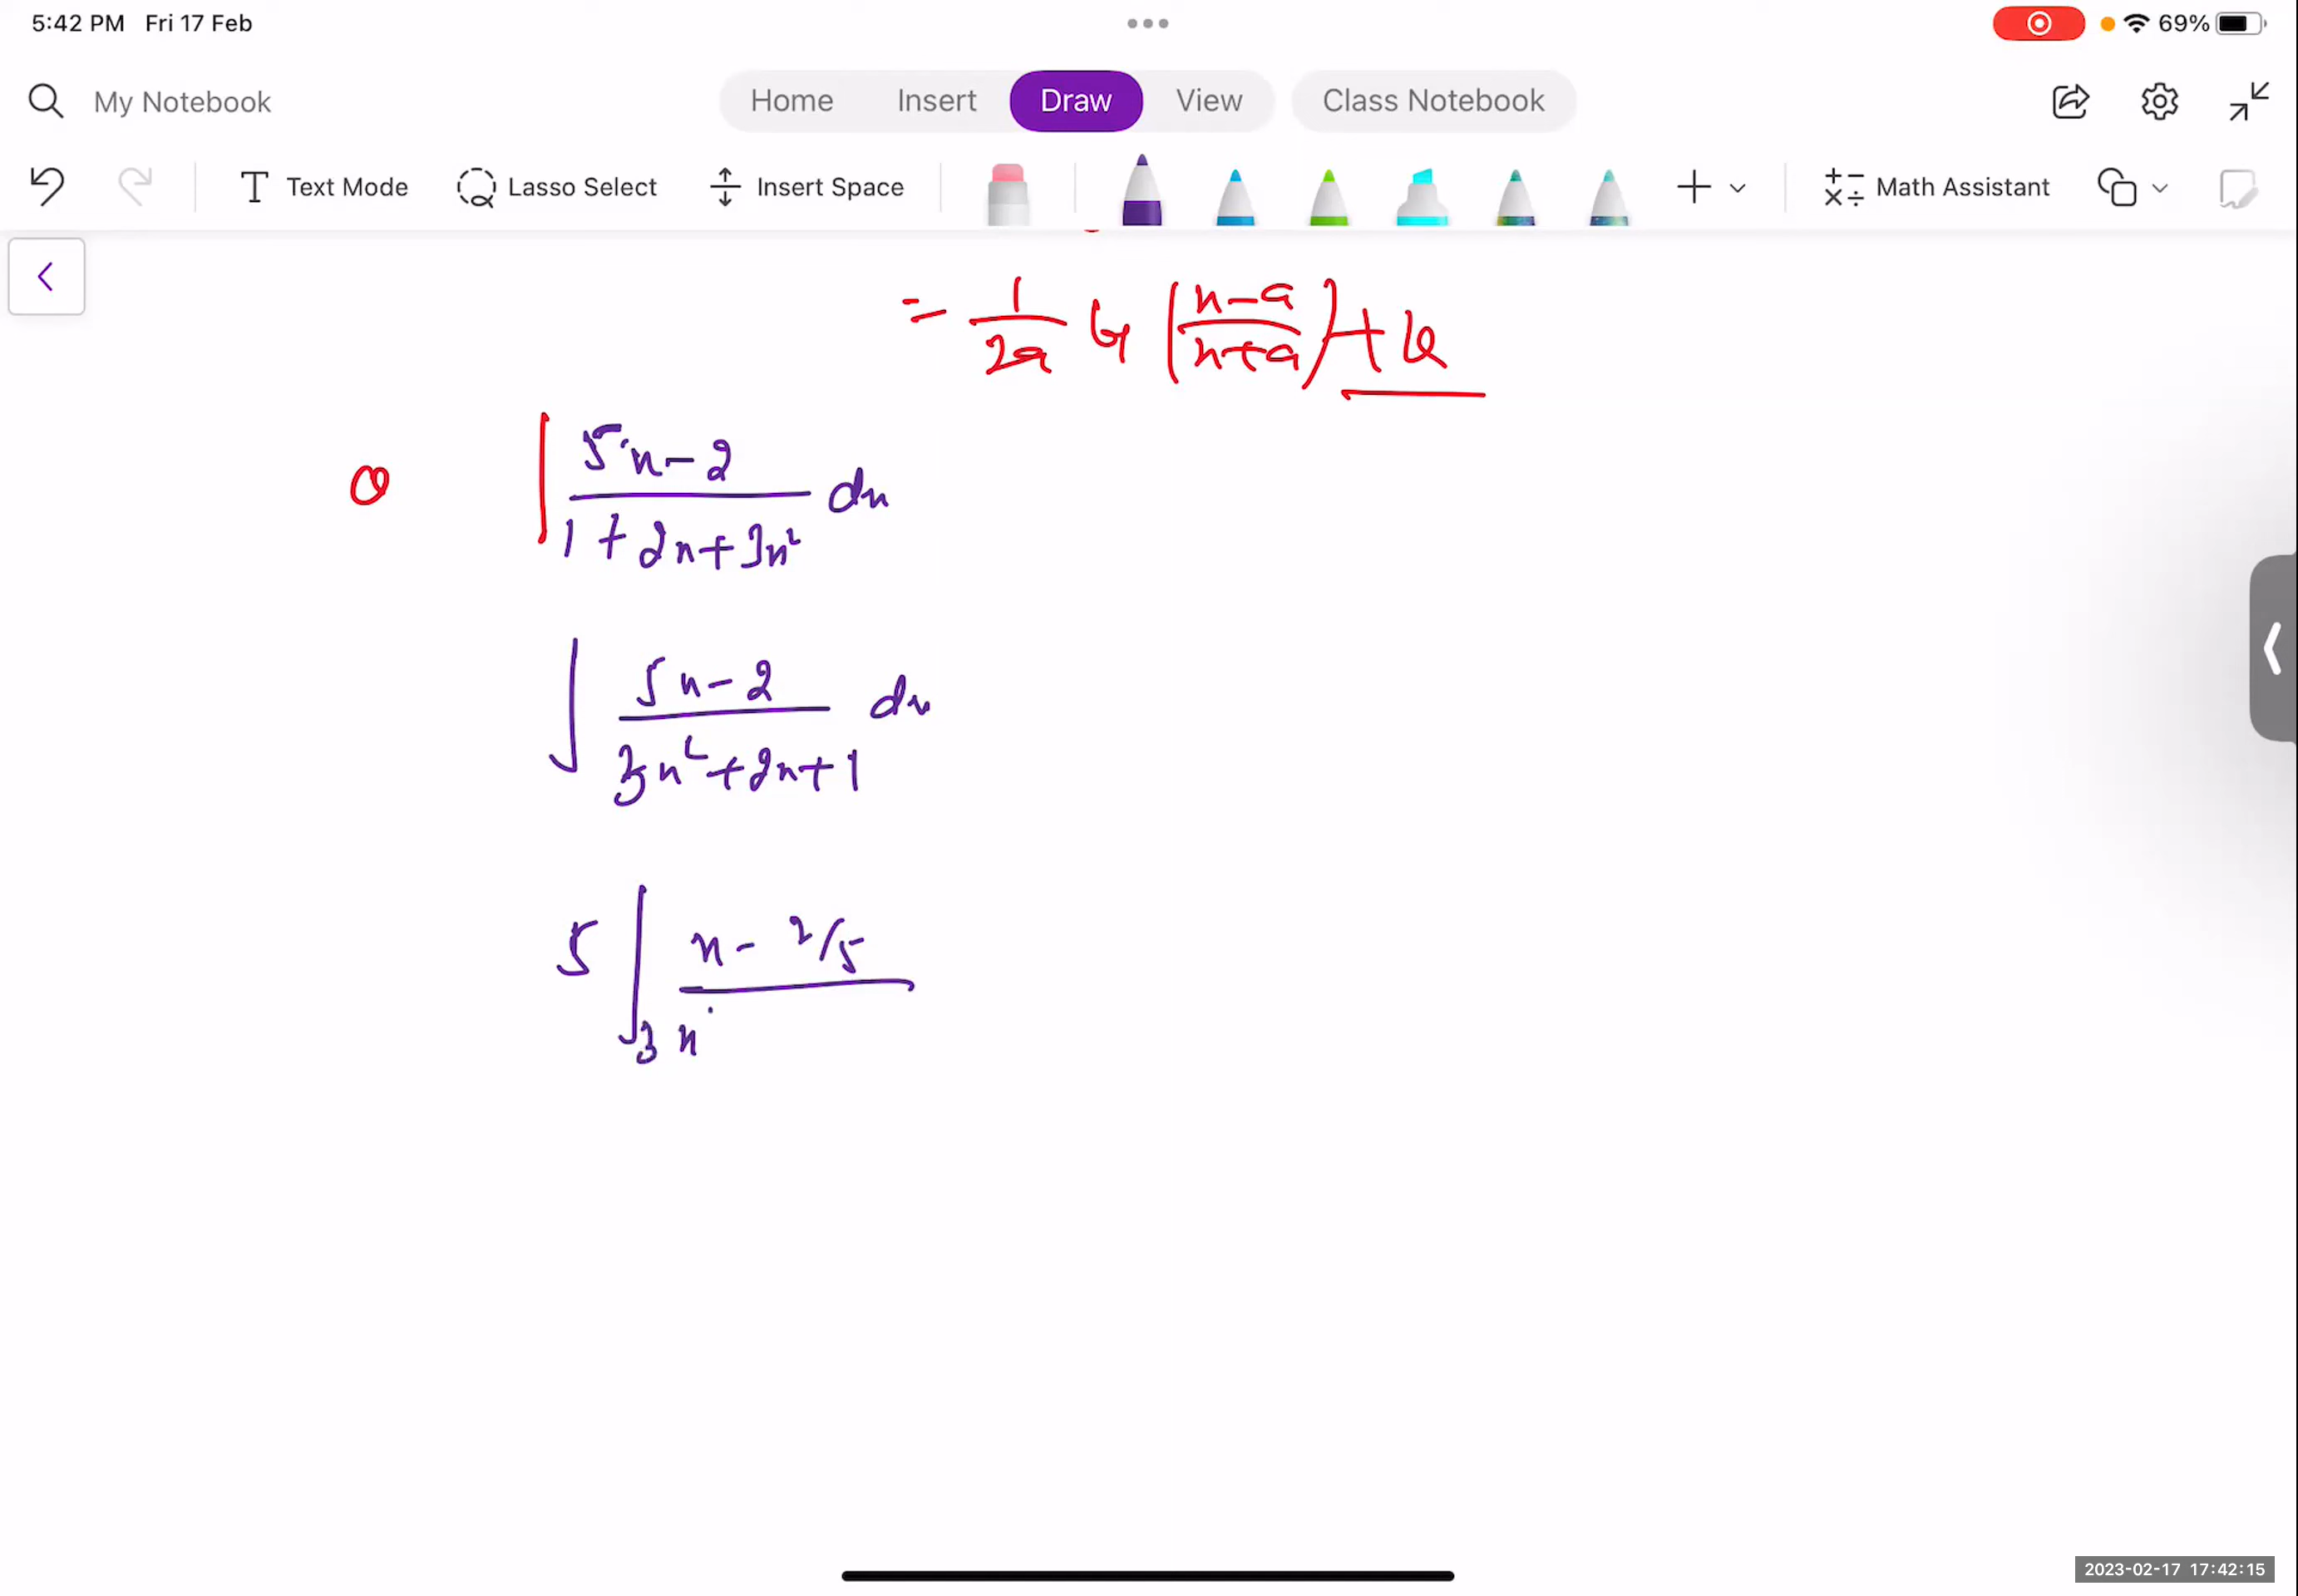 5:42 PM Fri 17 Feb
69%
My Notebook
Home Insert Draw View Class Notebook
Text Mode Lasso Select Insert Space Math Assistant
= 1/2a log |(x-a)/(x+a)| + k
Q ∫ (5x-2)/(1+2x+3x²) dx
∫ (5x-2)/(3x²+2x+1) dx
5 ∫ (x - 2/5)/(3x
2023-02-17 17:42:15